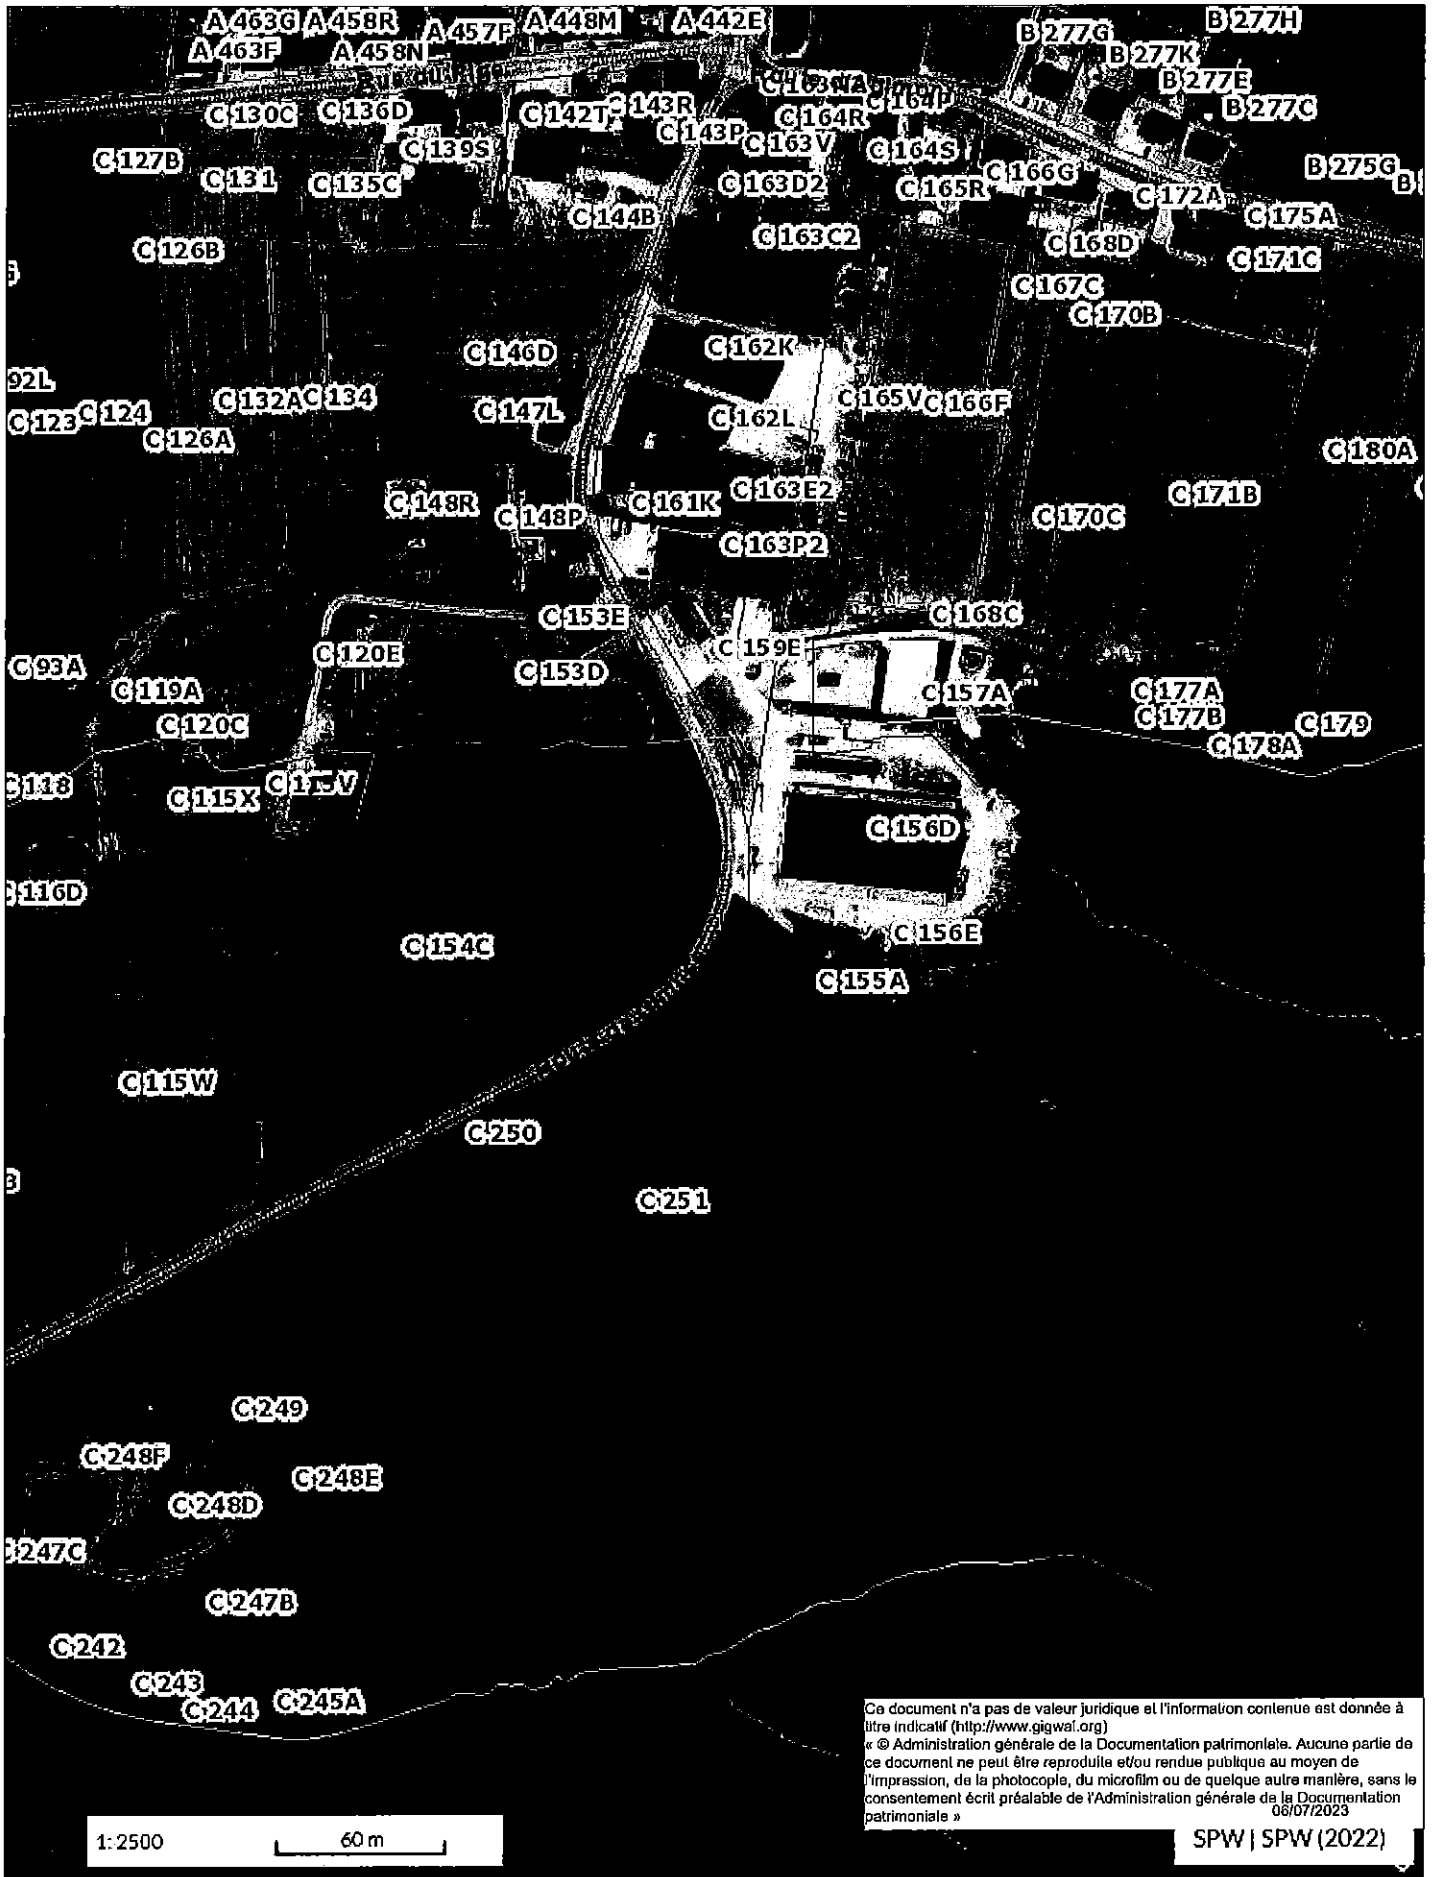 A 463G
A 458R
A 457F
A 448M
A 442E
B 277G
B 277H
A 463F
A 458N
B 277K
B 277E
B 277C
C 130C
C 136D
C 142T
C 143R
C 143P
C 164R
C 164P
C 163V
C 127B
C 139S
C 164S
B 275G
B
C 131
C 135C
C 163D2
C 165R
C 166G
C 172A
C 144B
C 175A
C 126B
C 163C2
C 168D
C 171C
C 167C
C 170B
C 146D
C 162K
92L
C 123
C 124
C 132A
C 134
C 147L
C 162L
C 165V
C 166F
C 126A
C 180A
C 148R
C 148P
C 161K
C 163E2
C 171B
C 170C
C 163P2
C 153E
C 168C
C 93A
C 120E
C 153D
C 159E
C 119A
C 157A
C 177A
C 177B
C 179
C 120C
C 178A
C 118
C 115X
C 115V
C 156D
C 116D
C 154C
C 156E
C 155A
C 115W
C 250
C 251
C 249
C 248F
C 248E
C 248D
C 247C
C 247B
C 242
C 243
C 244
C 245A
Ce document n'a pas de valeur juridique et l'information contenue est donnée à
titre indicatif (http://www.gigwal.org)
« © Administration générale de la Documentation patrimoniale. Aucune partie de
ce document ne peut être reproduite et/ou rendue publique au moyen de
l'impression, de la photocopie, du microfilm ou de quelque autre manière, sans le
consentement écrit préalable de l'Administration générale de la Documentation
patrimoniale »
06/07/2023
1:2500
60 m
SPW | SPW (2022)